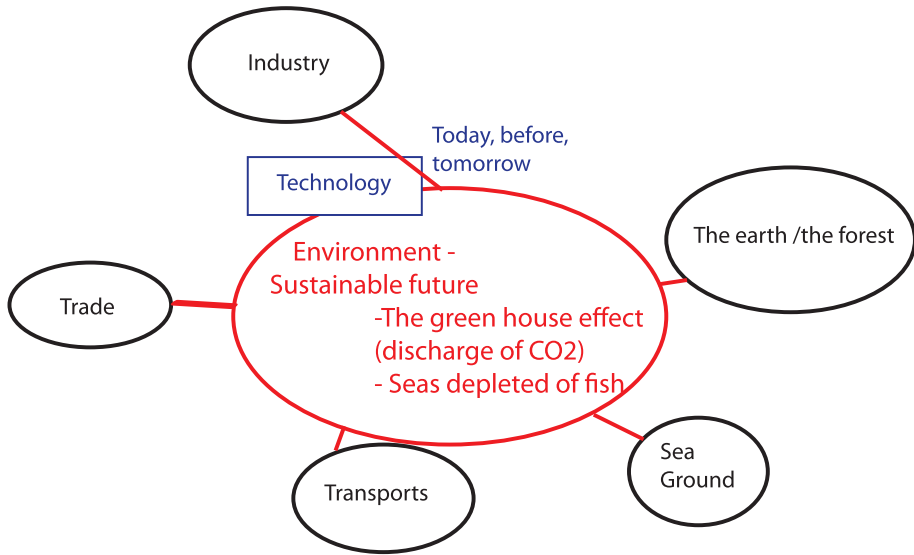 Industry
Today, before,
tomorrow
Technology
The earth /the forest
Environment -
Sustainable future
-The green house effect
(discharge of CO2)
- Seas depleted of fish
Trade
Sea
Ground
Transports